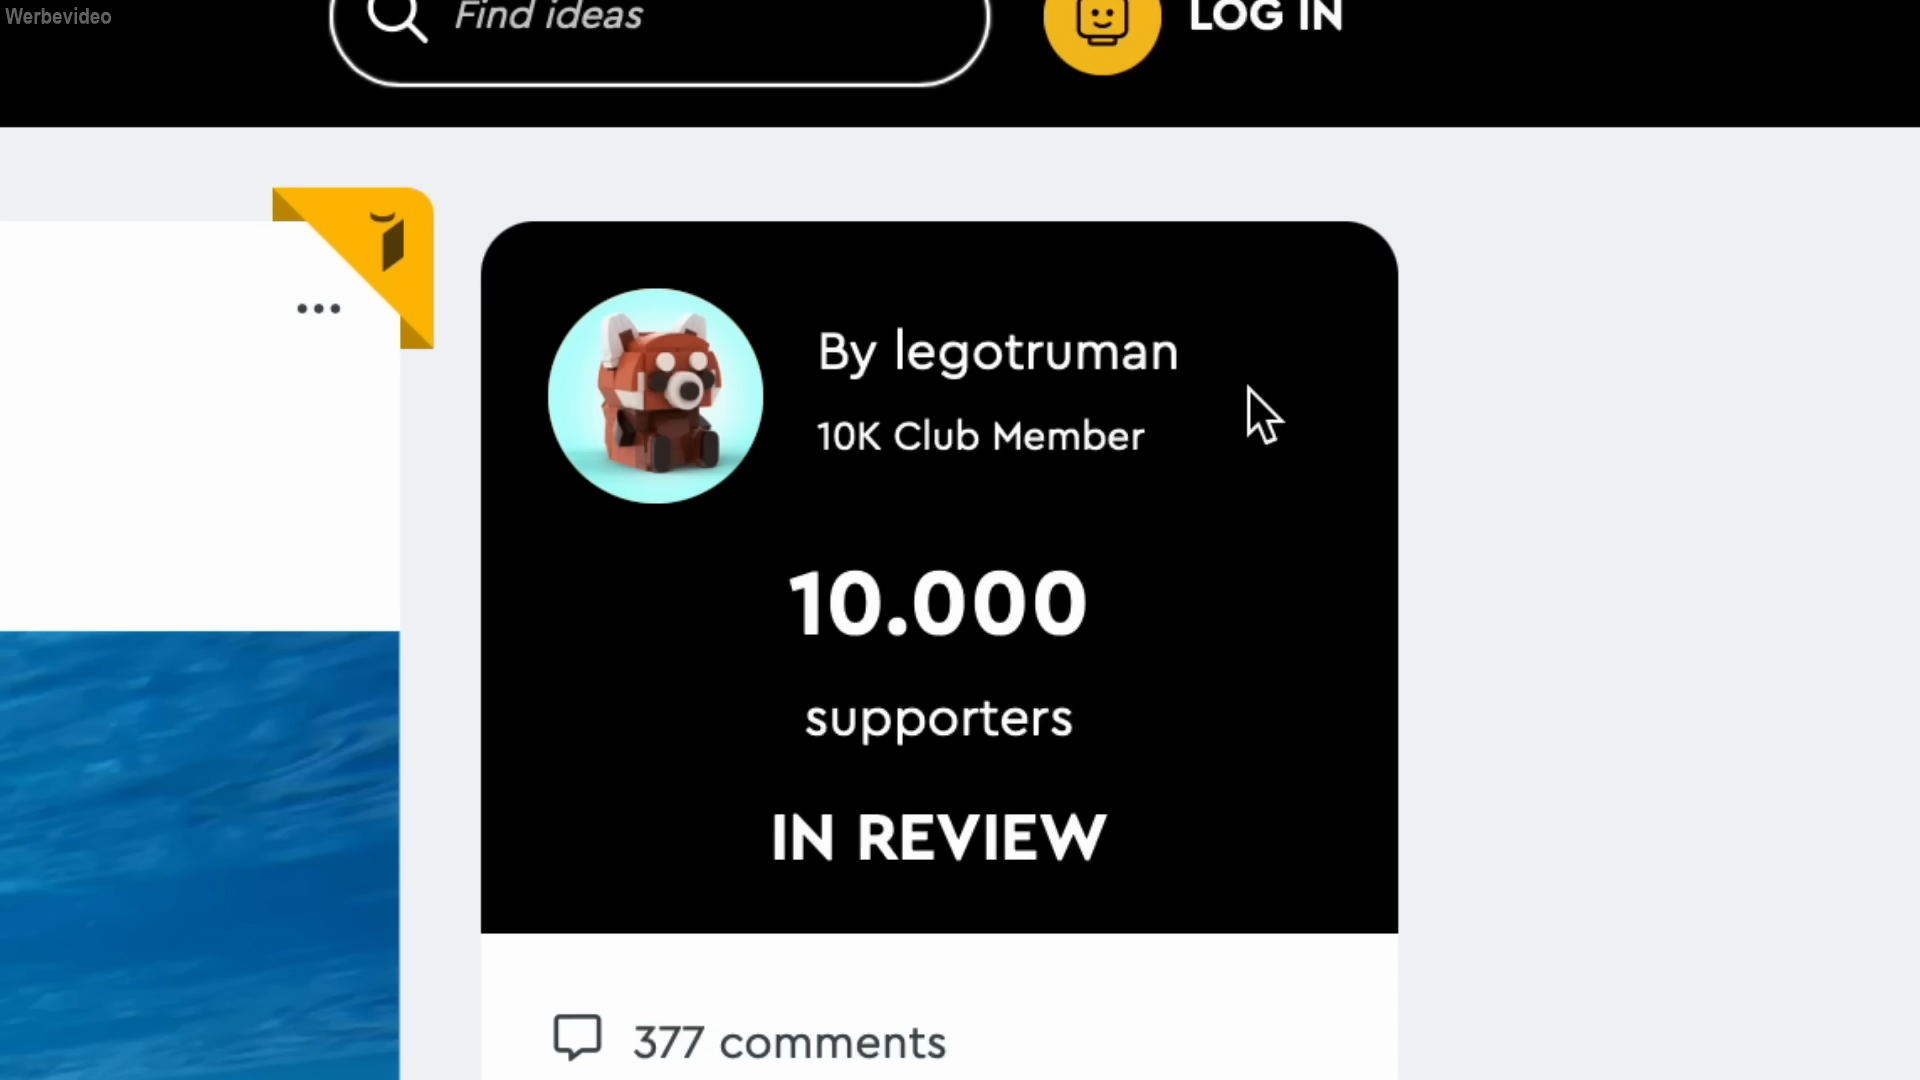 Werbevideo
Find ideas
LOG IN
By legotruman
10K Club Member
10.000
supporters
IN REVIEW
377 comments